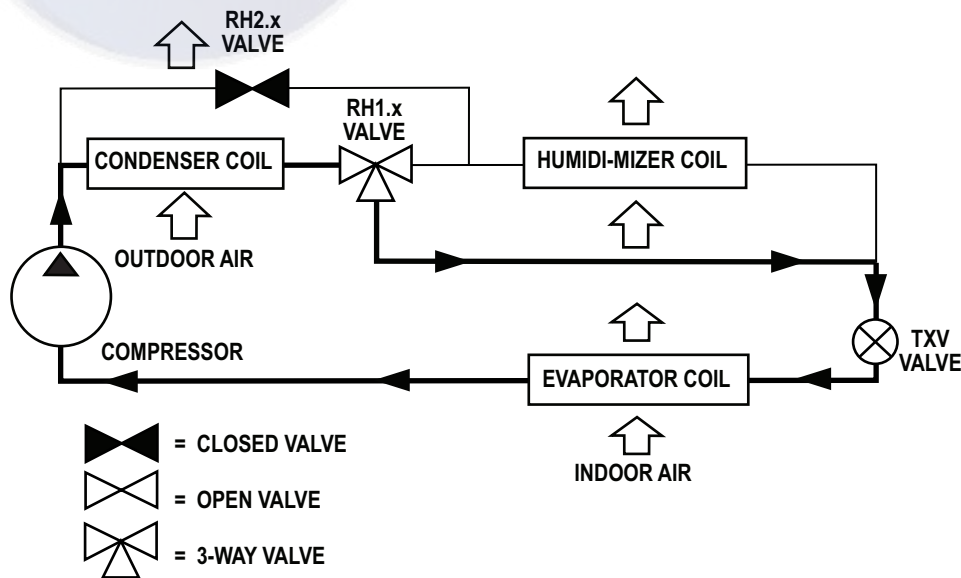 RH2.x
VALVE
RH1.x
VALVE
CONDENSER COIL
HUMIDI-MIZER COIL
OUTDOOR AIR
COMPRESSOR
TXV
VALVE
EVAPORATOR COIL
INDOOR AIR
= CLOSED VALVE
= OPEN VALVE
= 3-WAY VALVE